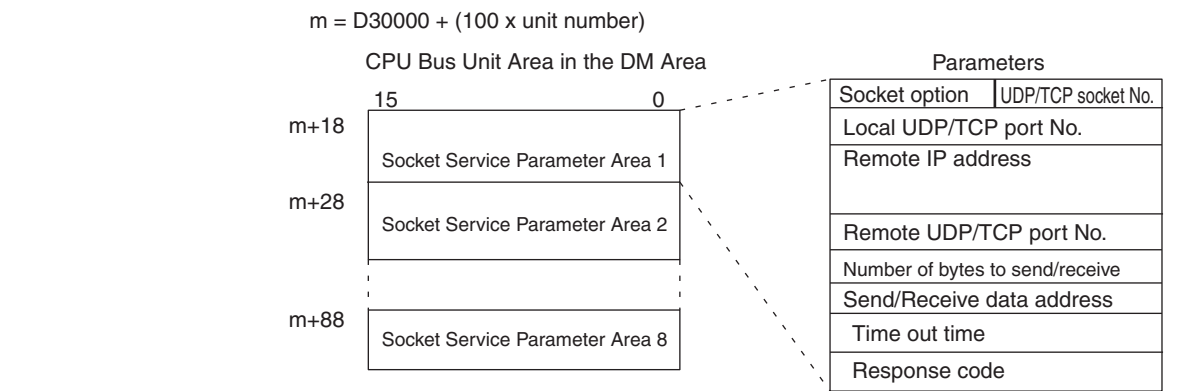 m = D30000 + (100 x unit number)
CPU Bus Unit Area in the DM Area
15 0
m+18
Socket Service Parameter Area 1
m+28
Socket Service Parameter Area 2
m+88
Socket Service Parameter Area 8
Parameters
Socket option UDP/TCP socket No.
Local UDP/TCP port No.
Remote IP address
Remote UDP/TCP port No.
Number of bytes to send/receive
Send/Receive data address
Time out time
Response code